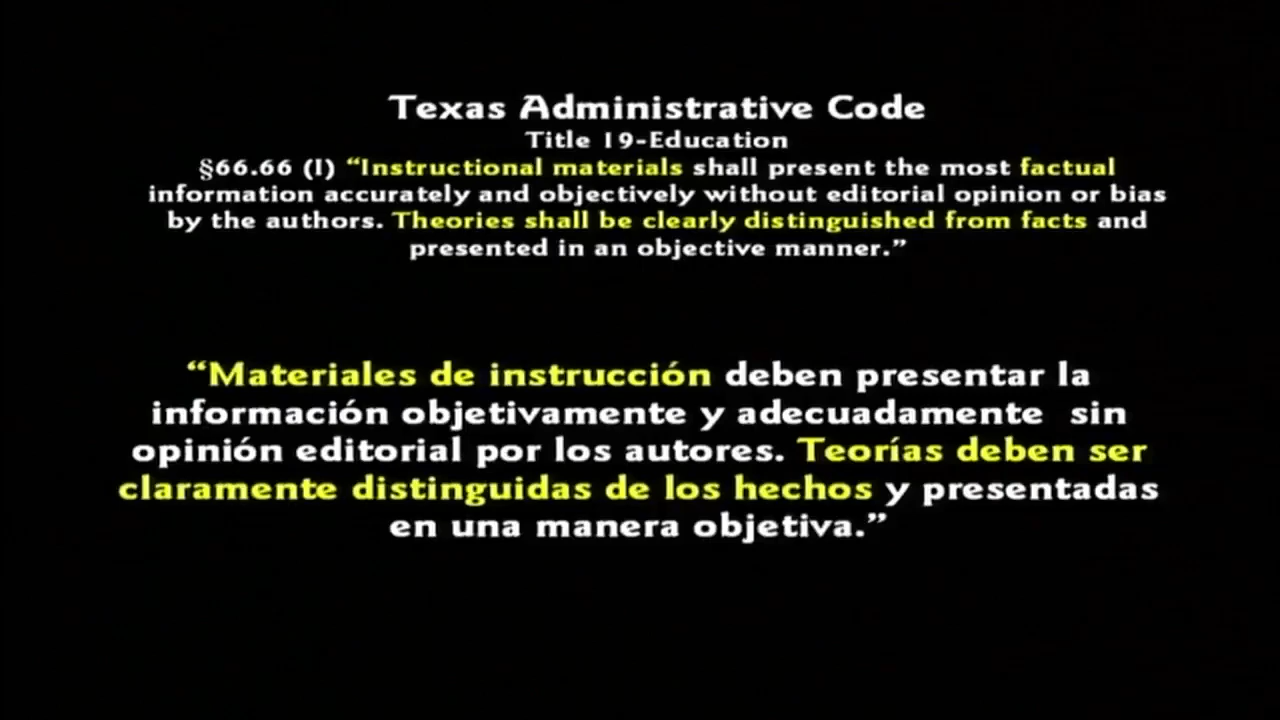 Texas Administrative Code
Title 19-Education
§66.66 (I) “Instructional materials shall present the most factual
information accurately and objectively without editorial opinion or bias
by the authors. Theories shall be clearly distinguished from facts and
presented in an objective manner.”
“Materiales de instrucción deben presentar la
información objetivamente y adecuadamente sin
opinión editorial por los autores. Teorías deben ser
claramente distinguidas de los hechos y presentadas
en una manera objetiva.”